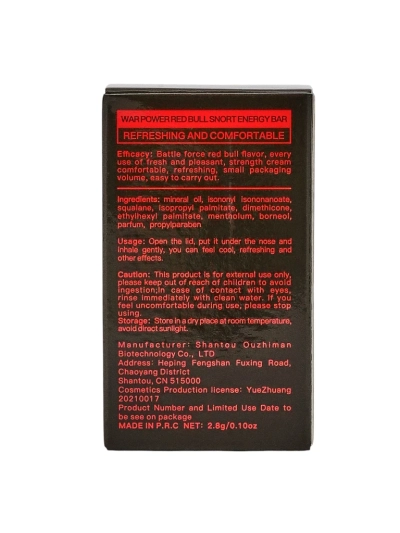 WAR POWER RED BULL SNORT ENERGY BAR
REFRESHING AND COMFORTABLE
Efficacy: Battle force red bull flavor, every
use of fresh and pleasant, strength cream
comfortable, refreshing, small packaging
volume, easy to carry out.
Ingredients: mineral oil, isononyl isononanoate,
squalane, isopropyl palmitate, dimethicone,
ethylhexyl palmitate, mentholum, borneol,
parfum, propylparaben
Usage: Open the lid, put it under the nose and
inhale gently, you can feel cool, refreshing and
other effects.
Caution: This product is for external use only,
please keep out of reach of children to avoid
ingestion;in case of contact with eyes,
rinse immediately with clean water. If you
feel uncomfortable during use, please stop
using.
Storage: Store in a dry place at room temperature,
avoid direct sunlight.
Manufacturer: Shantou Ouzhiman
Biotechnology Co., LTD
Address: Heping Fengshan Fuxing Road,
Chaoyang District
Shantou, CN 515000
Cosmetics Production license: YueZhuang
20210017
Product Number and Limited Use Date to
be see on package
MADE IN P.R.C NET: 2.8g/0.10oz